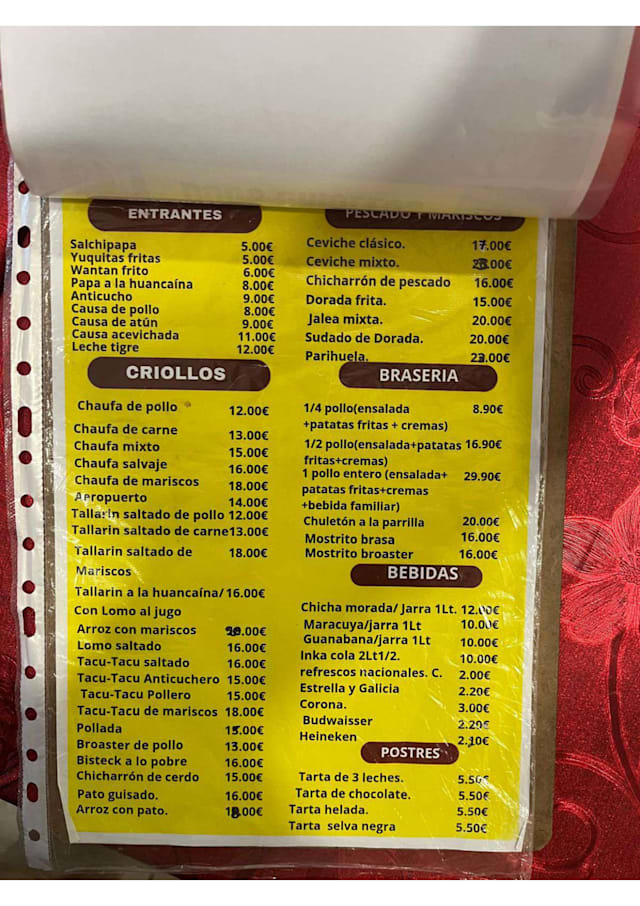 ENTRANTES
Salchipapa 5.00€
Yuquitas fritas 5.00€
Wantan frito 6.00€
Papa a la huancaína 8.00€
Anticucho 9.00€
Causa de pollo 8.00€
Causa de atún 9.00€
Causa acevichada 11.00€
Leche tigre 12.00€
CRIOLLOS
Chaufa de pollo 12.00€
Chaufa de carne 13.00€
Chaufa mixto 15.00€
Chaufa salvaje 16.00€
Chaufa de mariscos 18.00€
Aeropuerto 14.00€
Tallarin saltado de pollo 12.00€
Tallarin saltado de carne 13.00€
Tallarin saltado de 18.00€
Mariscos
Tallarin a la huancaína/ 16.00€
Con Lomo al jugo
Arroz con mariscos
Lomo saltado 16.00€
Tacu-Tacu saltado 16.00€
Tacu-Tacu Anticuchero 15.00€
Tacu-Tacu Pollero 15.00€
Tacu-Tacu de mariscos 18.00€
Pollada 15.00€
Broaster de pollo 13.00€
Bisteck a lo pobre 16.00€
Chicharrón de cerdo 15.00€
Pato guisado. 16.00€
Arroz con pato. 18.00€
PESCADO Y MARISCOS
Ceviche clásico. 17.00€
Ceviche mixto.
Chicharrón de pescado 16.00€
Dorada frita. 15.00€
Jalea mixta. 20.00€
Sudado de Dorada. 20.00€
Parihuela.
BRASERIA
1/4 pollo(ensalada 8.90€
+patatas fritas + cremas)
1/2 pollo(ensalada+patatas 16.90€
fritas+cremas)
1 pollo entero (ensalada+ 29.90€
patatas fritas+cremas
+bebida familiar)
Chuletón a la parrilla 20.00€
Mostrito brasa 16.00€
Mostrito broaster 16.00€
BEBIDAS
Chicha morada/ Jarra 1Lt. 12.00€
Maracuya/jarra 1Lt 10.00€
Guanabana/jarra 1Lt 10.00€
Inka cola 2Lt1/2. 10.00€
refrescos nacionales. C. 2.00€
Estrella y Galicia 2.20€
Corona. 3.00€
Budwaisser 2.20€
Heineken 2.10€
POSTRES
Tarta de 3 leches. 5.50€
Tarta de chocolate. 5.50€
Tarta helada. 5.50€
Tarta selva negra 5.50€